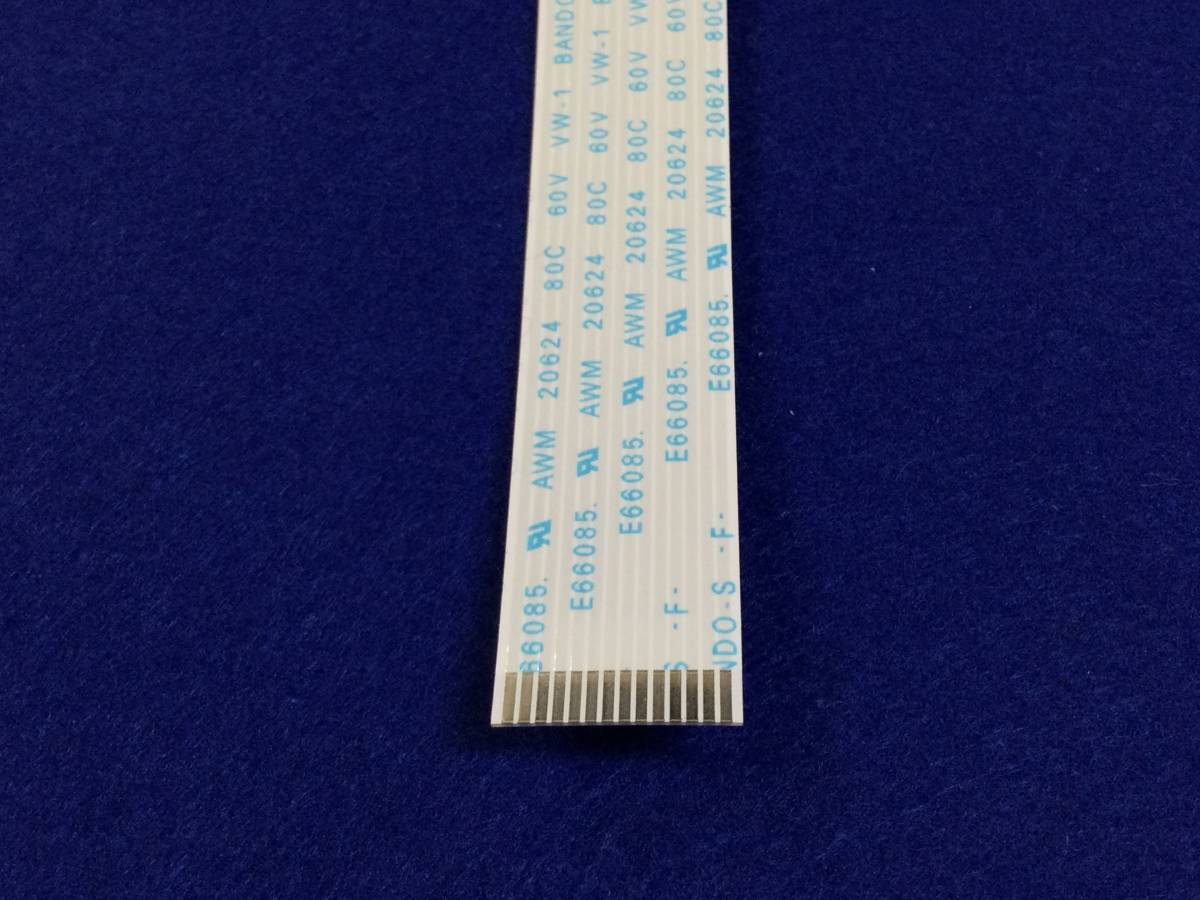 66085. AWM 20624 80C 60V VW-1 BANDO
E66085. AWM 20624 80C 60V VW-1
E66085. AWM 20624 80C 60V VW
-F- E66085. AWM 20624 80C 60V
NDO-S -F- E66085. AWM 20624 80C